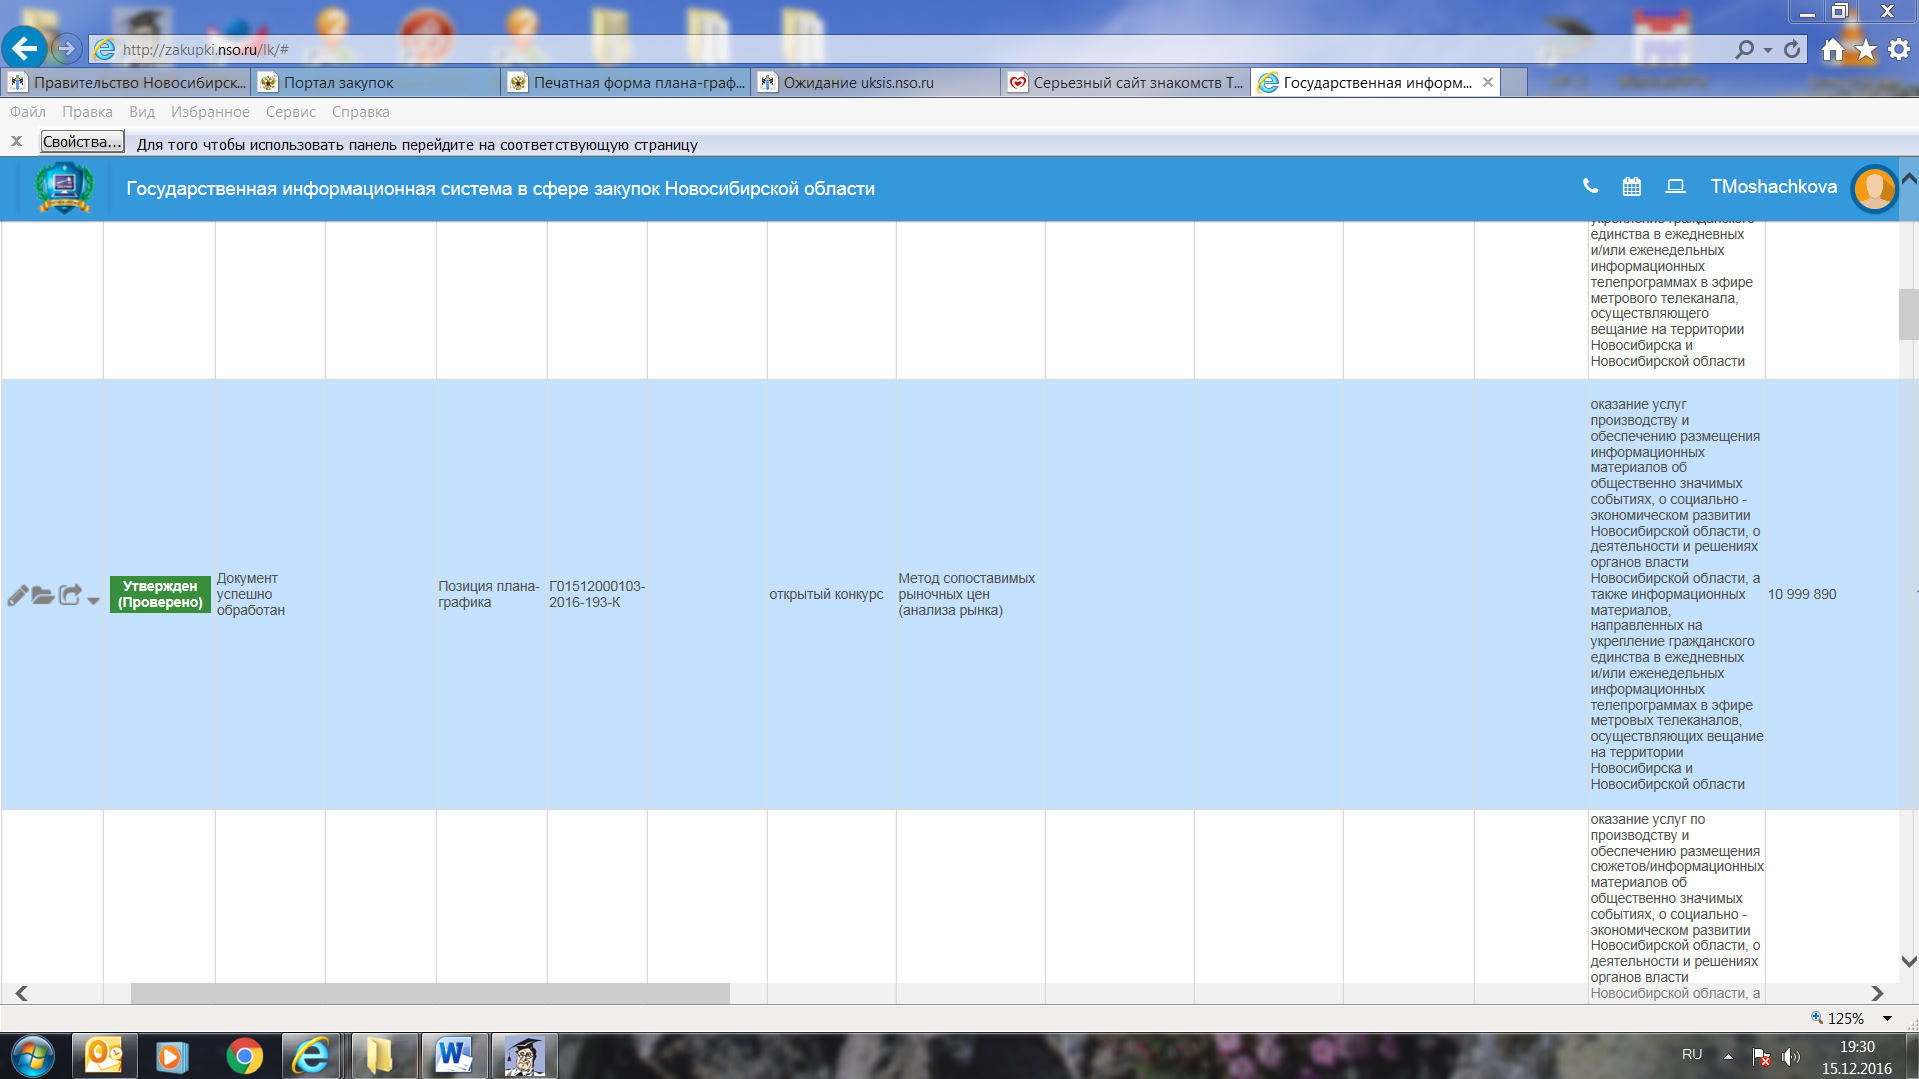 http://zakupki.nso.ru/lk/#
Правительство Новосибирск...
Портал закупок
Печатная форма плана-граф...
Ожидание uksis.nso.ru
Серьезный сайт знакомств Т...
Государственная информ...
Файл Правка Вид Избранное Сервис Справка
x Свойства... Для того чтобы использовать панель перейдите на соответствующую страницу
Государственная информационная система в сфере закупок Новосибирской области
TMoshachkova
единства в ежедневных
и/или еженедельных
информационных
телепрограммах в эфире
метрового телеканала,
осуществляющего
вещание на территории
Новосибирска и
Новосибирской области
Утвержден
(Проверено)
Документ
успешно
обработан
Позиция плана-
графика
Г01512000103-
2016-193-К
открытый конкурс
Метод сопоставимых
рыночных цен
(анализа рынка)
оказание услуг
производству и
обеспечению размещения
информационных
материалов об
общественно значимых
событиях, о социально -
экономическом развитии
Новосибирской области, о
деятельности и решениях
органов власти
Новосибирской области, а
также информационных
материалов,
направленных на
укрепление гражданского
единства в ежедневных
и/или еженедельных
информационных
телепрограммах в эфире
метровых телеканалов,
осуществляющих вещание
на территории
Новосибирска и
Новосибирской области
10 999 890
оказание услуг по
производству и
обеспечению размещения
сюжетов/информационных
материалов об
общественно значимых
событиях, о социально -
экономическом развитии
Новосибирской области, о
деятельности и решениях
органов власти
Новосибирской области, а
125%
RU
19:30
15.12.2016